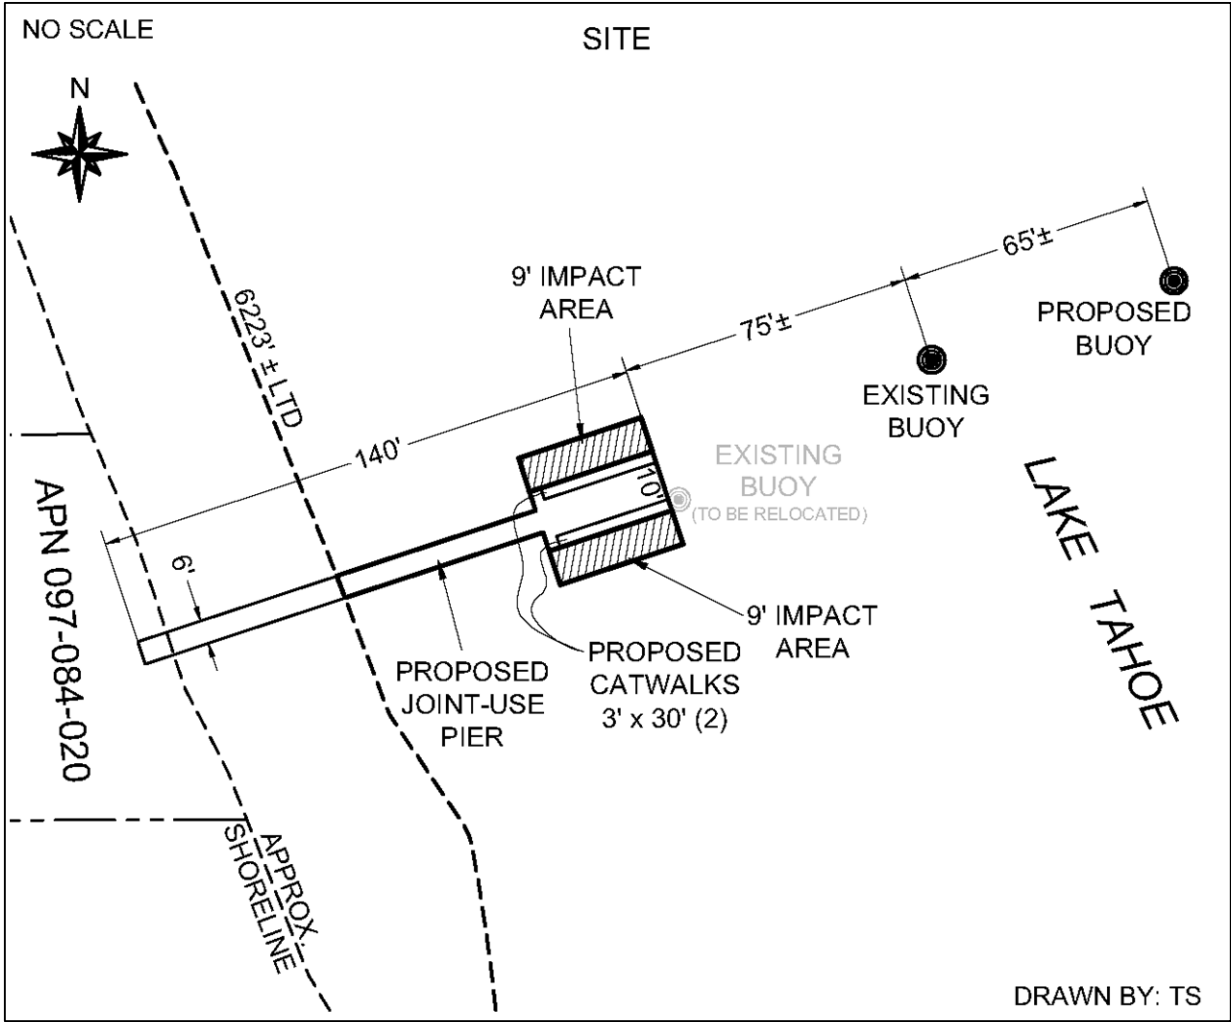 NO SCALE
SITE
N
65'±
9' IMPACT
AREA
PROPOSED
BUOY
75'±
6223' ± LTD
EXISTING
BUOY
140'
EXISTING
BUOY
(TO BE RELOCATED)
10'
LAKE TAHOE
APN 097-084-020
6'
9' IMPACT
AREA
PROPOSED
JOINT-USE
PIER
PROPOSED
CATWALKS
3' x 30' (2)
APPROX.
SHORELINE
DRAWN BY: TS